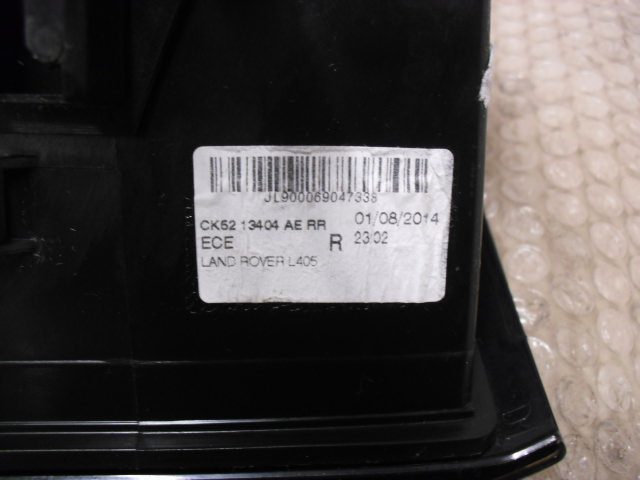 JL900069047338
CK52 13404 AE RR 01/08/2014
ECE R 23:02
LAND ROVER L405